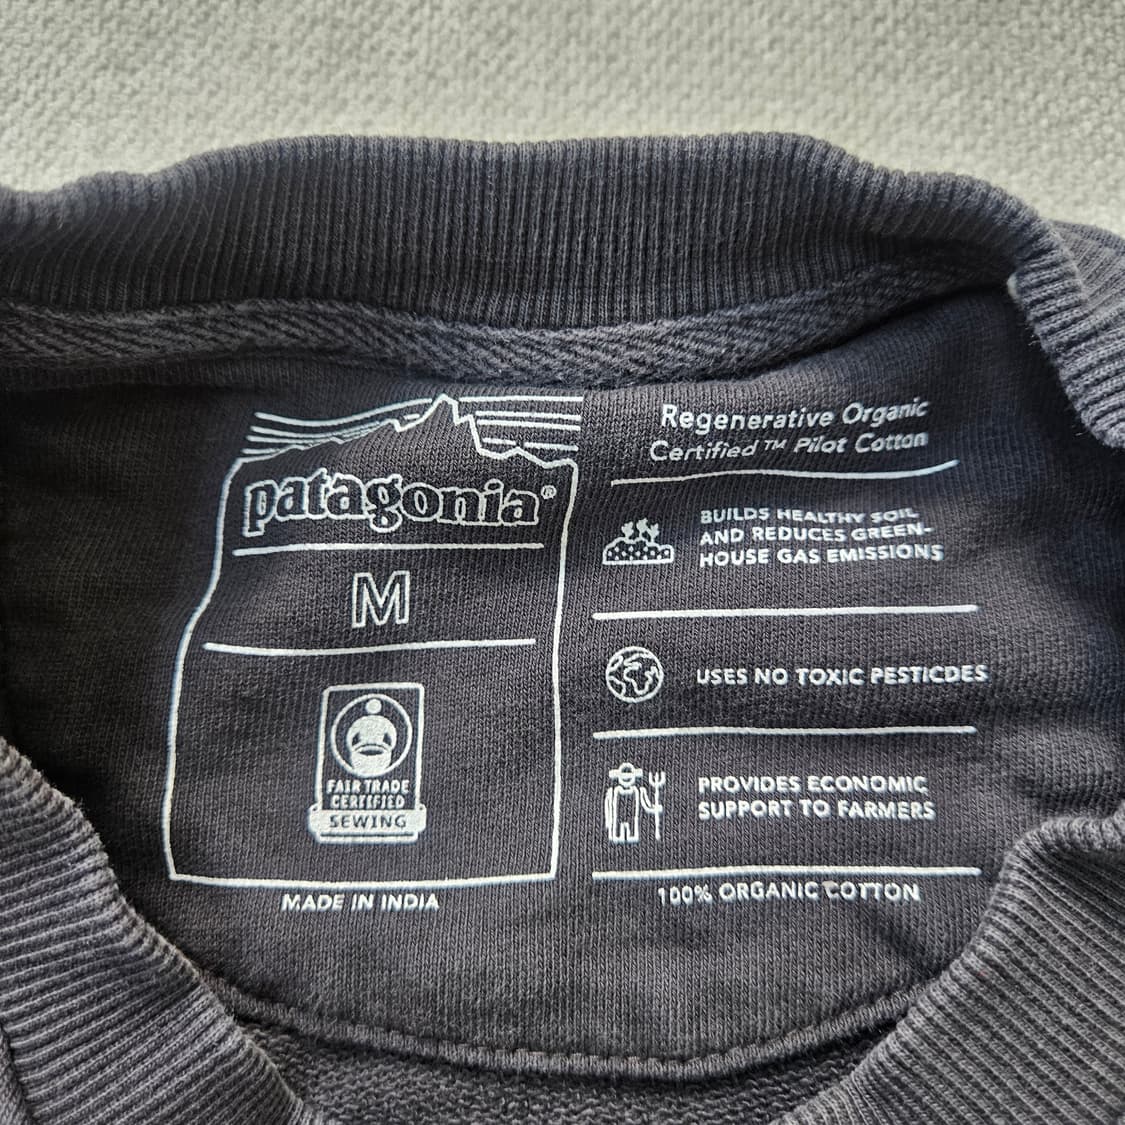 patagonia®
M
FAIR TRADE
CERTIFIED
SEWING
MADE IN INDIA
Regenerative Organic
Certified™ Pilot Cotton
BUILDS HEALTHY SOIL
AND REDUCES GREEN-
HOUSE GAS EMISSIONS
USES NO TOXIC PESTICDES
PROVIDES ECONOMIC
SUPPORT TO FARMERS
100% ORGANIC COTTON